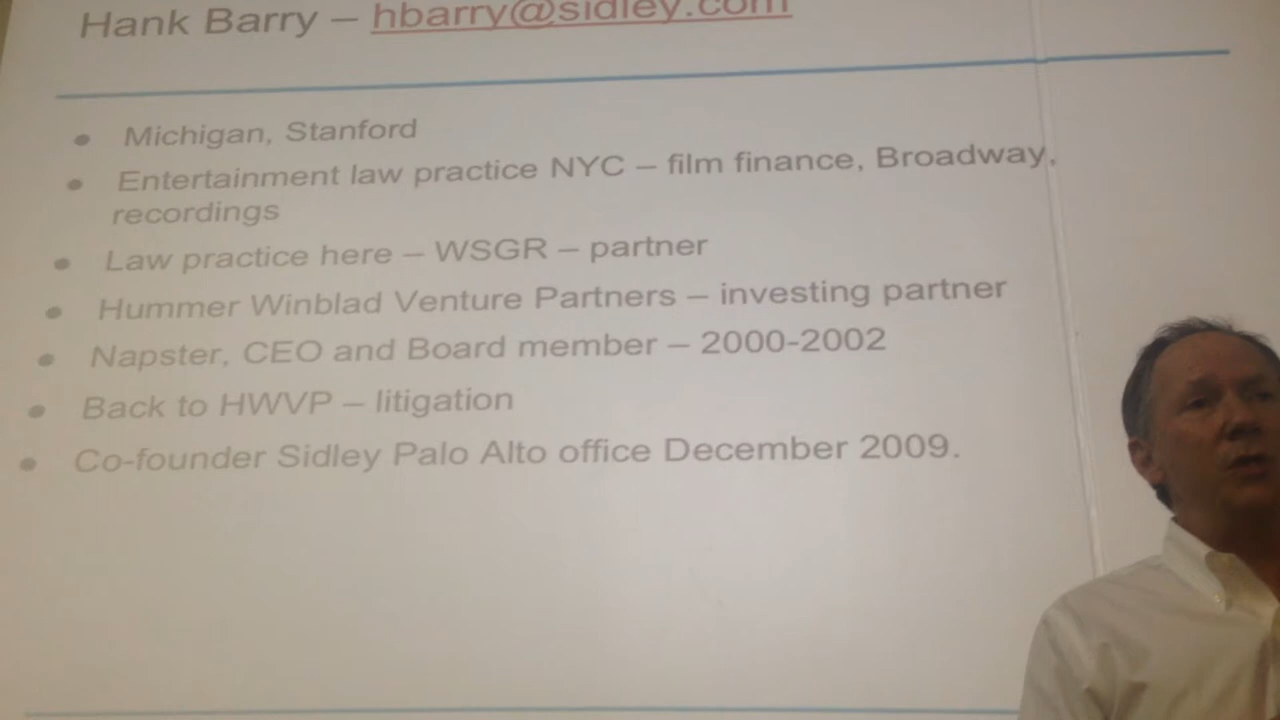 Hank Barry – hbarry@sidley.com
• Michigan, Stanford
• Entertainment law practice NYC – film finance, Broadway,
recordings
• Law practice here – WSGR – partner
• Hummer Winblad Venture Partners – investing partner
• Napster, CEO and Board member – 2000-2002
• Back to HWVP – litigation
• Co-founder Sidley Palo Alto office December 2009.